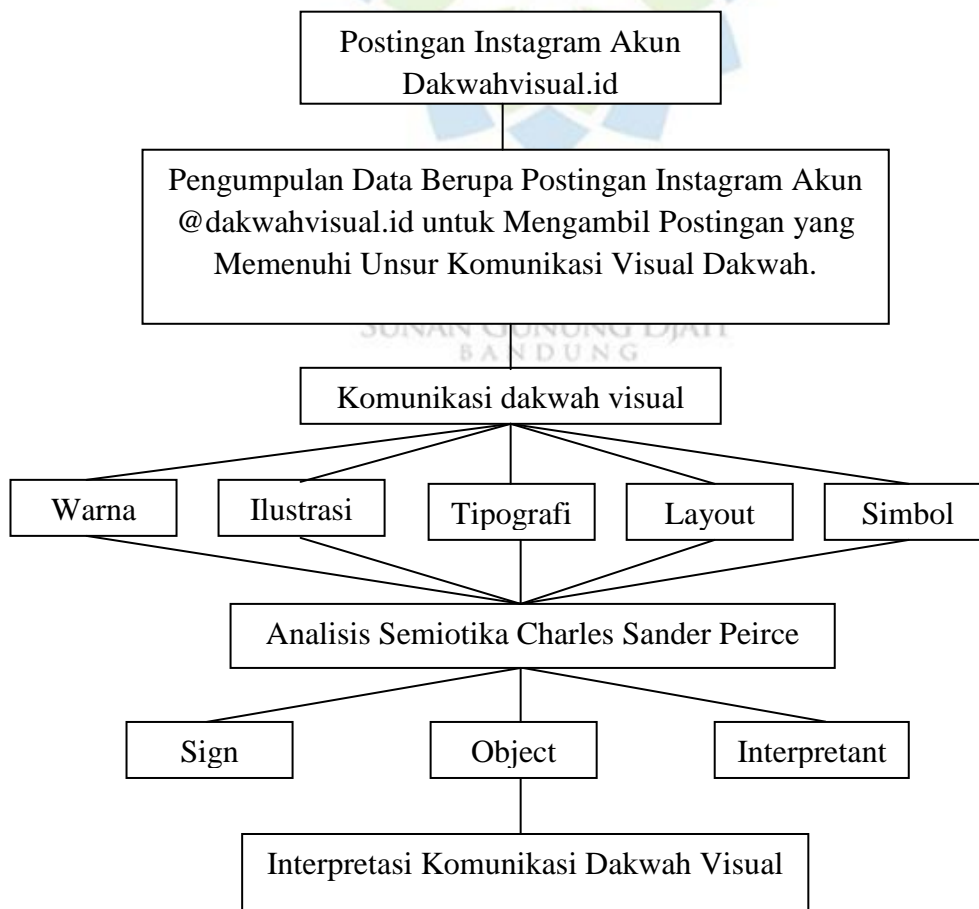 Postingan Instagram Akun
Dakwahvisual.id
Pengumpulan Data Berupa Postingan Instagram Akun
@dakwahvisual.id untuk Mengambil Postingan yang
Memenuhi Unsur Komunikasi Visual Dakwah.
SUNAN GUNUNG DJATI
BANDUNG
Komunikasi dakwah visual
Warna
Ilustrasi
Tipografi
Layout
Simbol
Analisis Semiotika Charles Sander Peirce
Sign
Object
Interpretant
Interpretasi Komunikasi Dakwah Visual